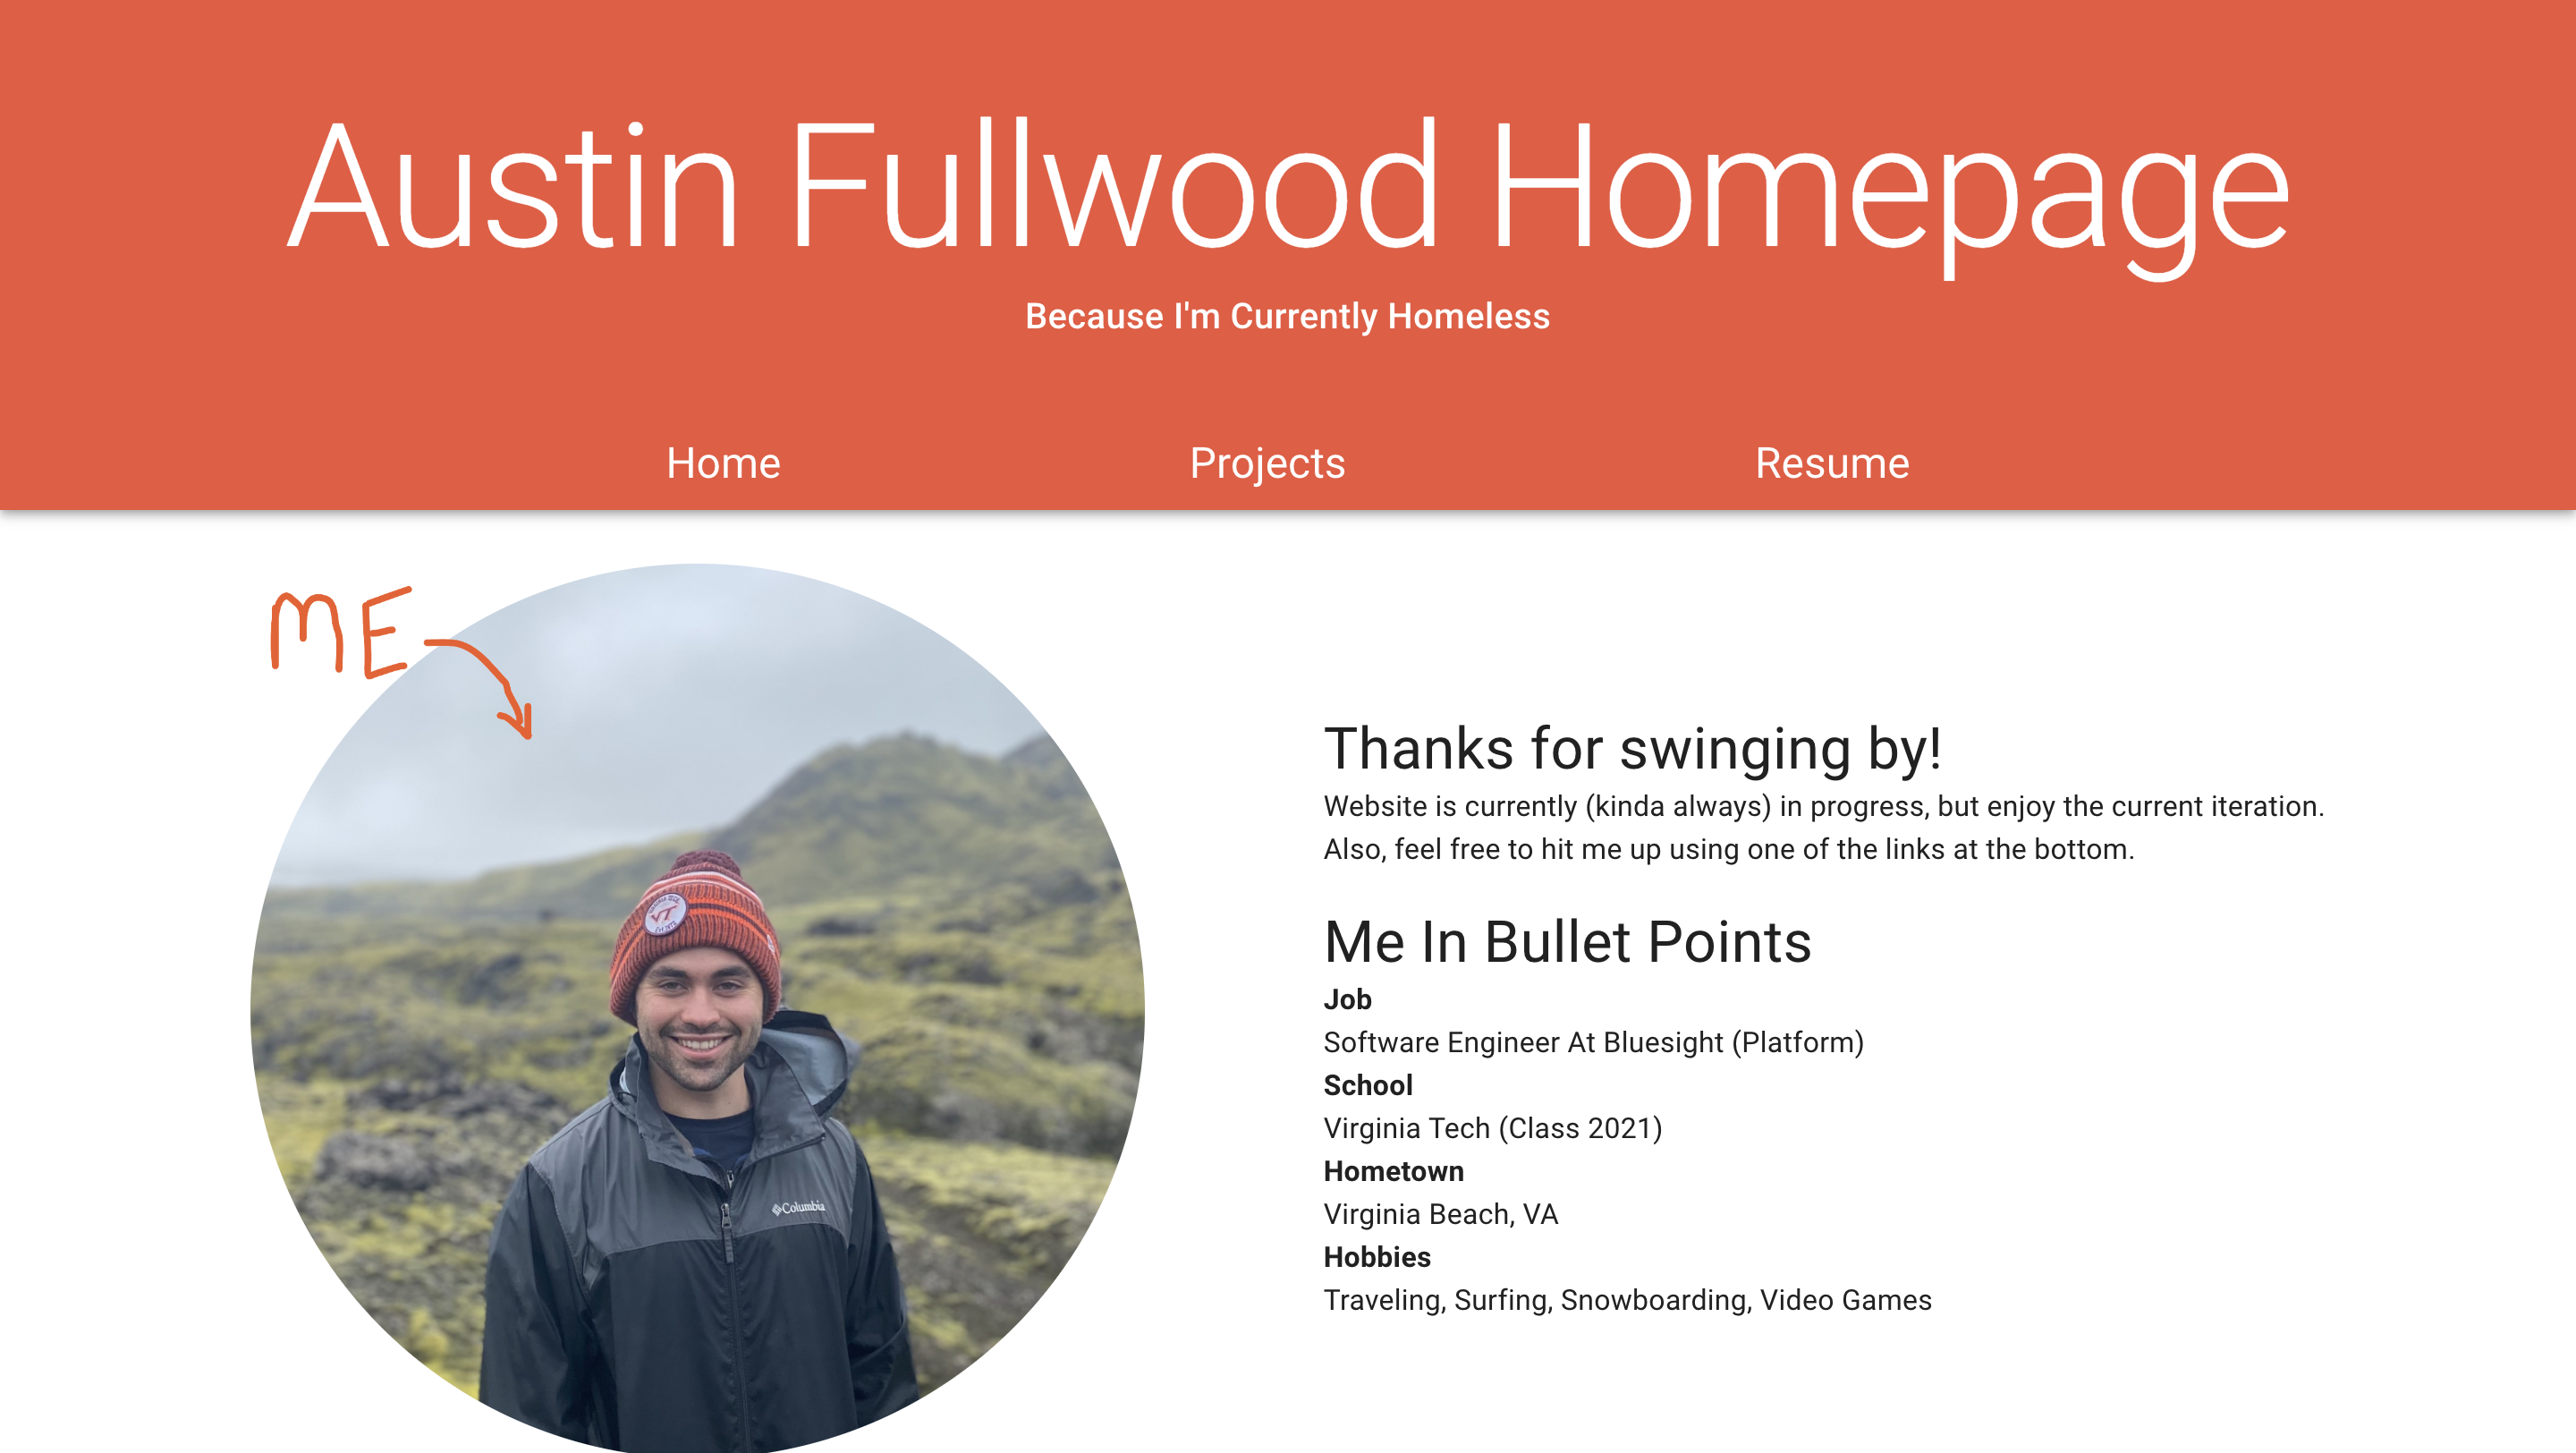 Austin Fullwood Homepage
Because I'm Currently Homeless
Home Projects Resume
ME
VT
Columbia
Thanks for swinging by!
Website is currently (kinda always) in progress, but enjoy the current iteration.
Also, feel free to hit me up using one of the links at the bottom.
Me In Bullet Points
Job
Software Engineer At Bluesight (Platform)
School
Virginia Tech (Class 2021)
Hometown
Virginia Beach, VA
Hobbies
Traveling, Surfing, Snowboarding, Video Games